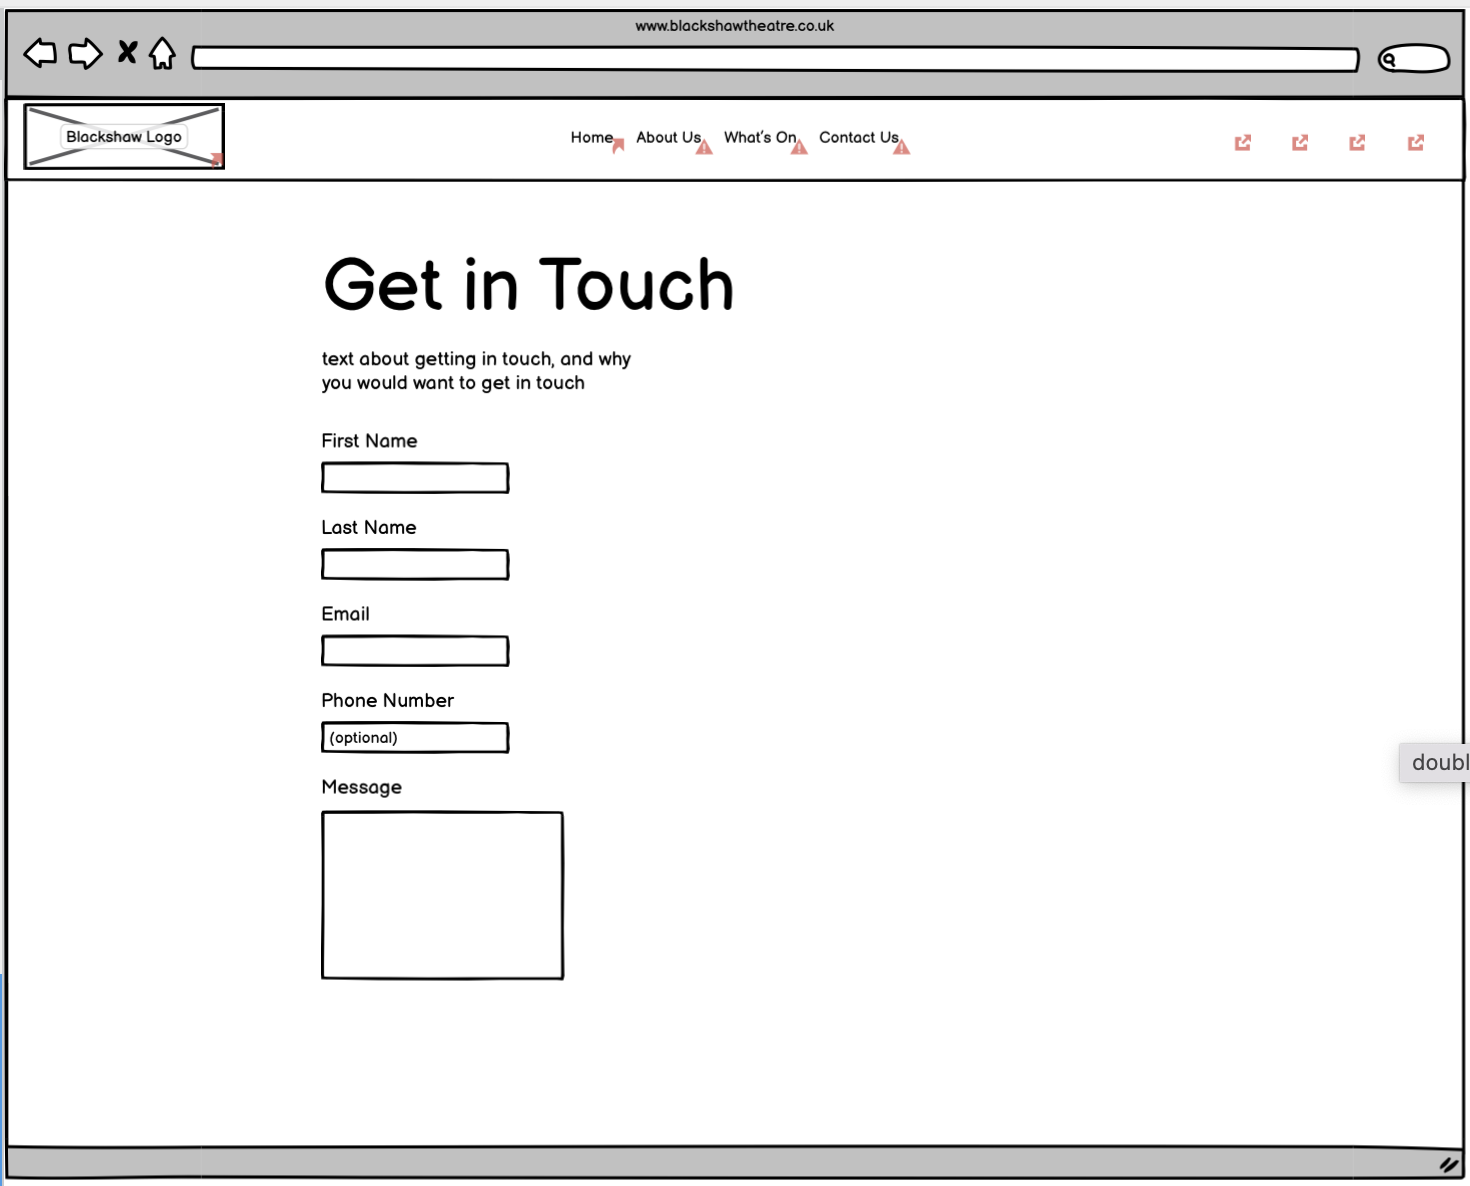 www.blackshawtheatre.co.uk
Blackshaw Logo
Home
About Us
What's On
Contact Us
Get in Touch
text about getting in touch, and why
you would want to get in touch
First Name
Last Name
Email
Phone Number
(optional)
Message
doubl